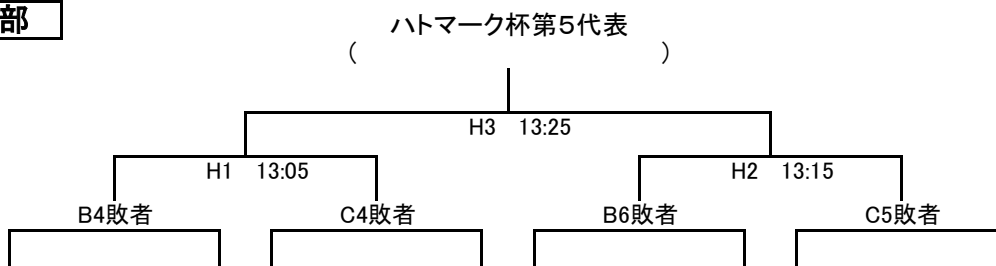 部
ハトマーク杯第5代表
(　　　　　　　)
H3　13:25
H1　13:05　　H2　13:15
B4敗者　C4敗者　B6敗者　C5敗者